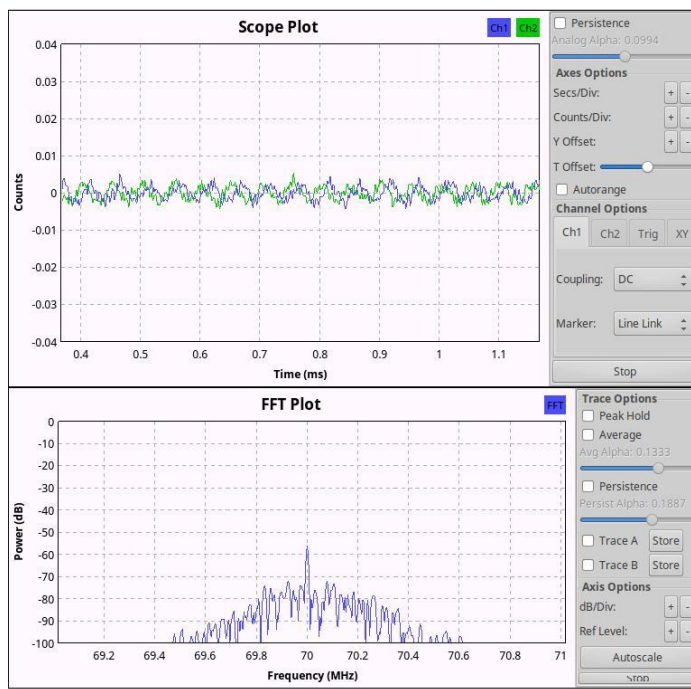 Scope Plot
Ch1 Ch2
0.04
0.03
0.02
0.01
0
-0.01
-0.02
-0.03
-0.04
Counts
0.4 0.5 0.6 0.7 0.8 0.9 1 1.1
Time (ms)
Persistence
Analog Alpha: 0.0994
Axes Options
Secs/Div: + -
Counts/Div: + -
Y Offset: + -
T Offset:
Autorange
Channel Options
Ch1 Ch2 Trig XY
Coupling: DC
Marker: Line Link
Stop
FFT Plot
FFT
0
-10
-20
-30
-40
-50
-60
-70
-80
-90
-100
Power (dB)
69.2 69.4 69.6 69.8 70 70.2 70.4 70.6 70.8 71
Frequency (MHz)
Trace Options
Peak Hold
Average
Avg Alpha: 0.1333
Persistence
Persist Alpha: 0.1887
Trace A Store
Trace B Store
Axis Options
dB/Div: + -
Ref Level: + -
Autoscale
Stop